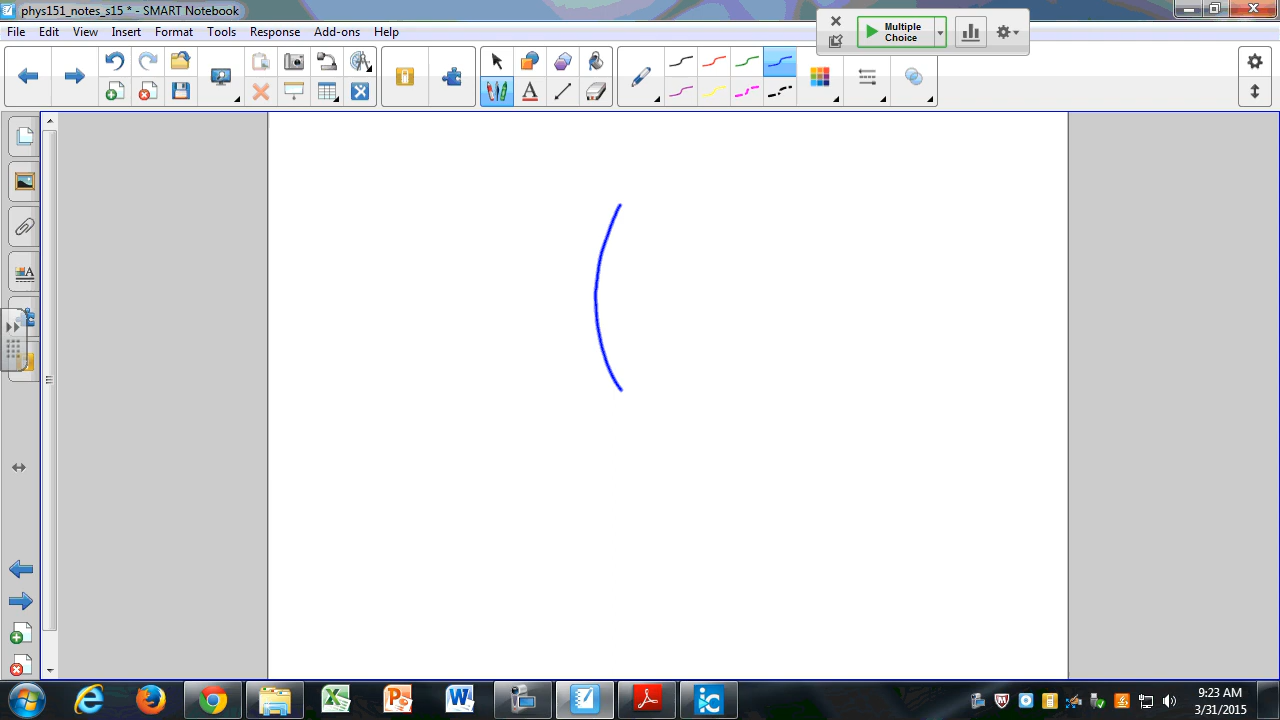 phys151_notes_s15 * - SMART Notebook
File Edit View Insert Format Tools Response Add-ons Help
Multiple
Choice
9:23 AM
3/31/2015